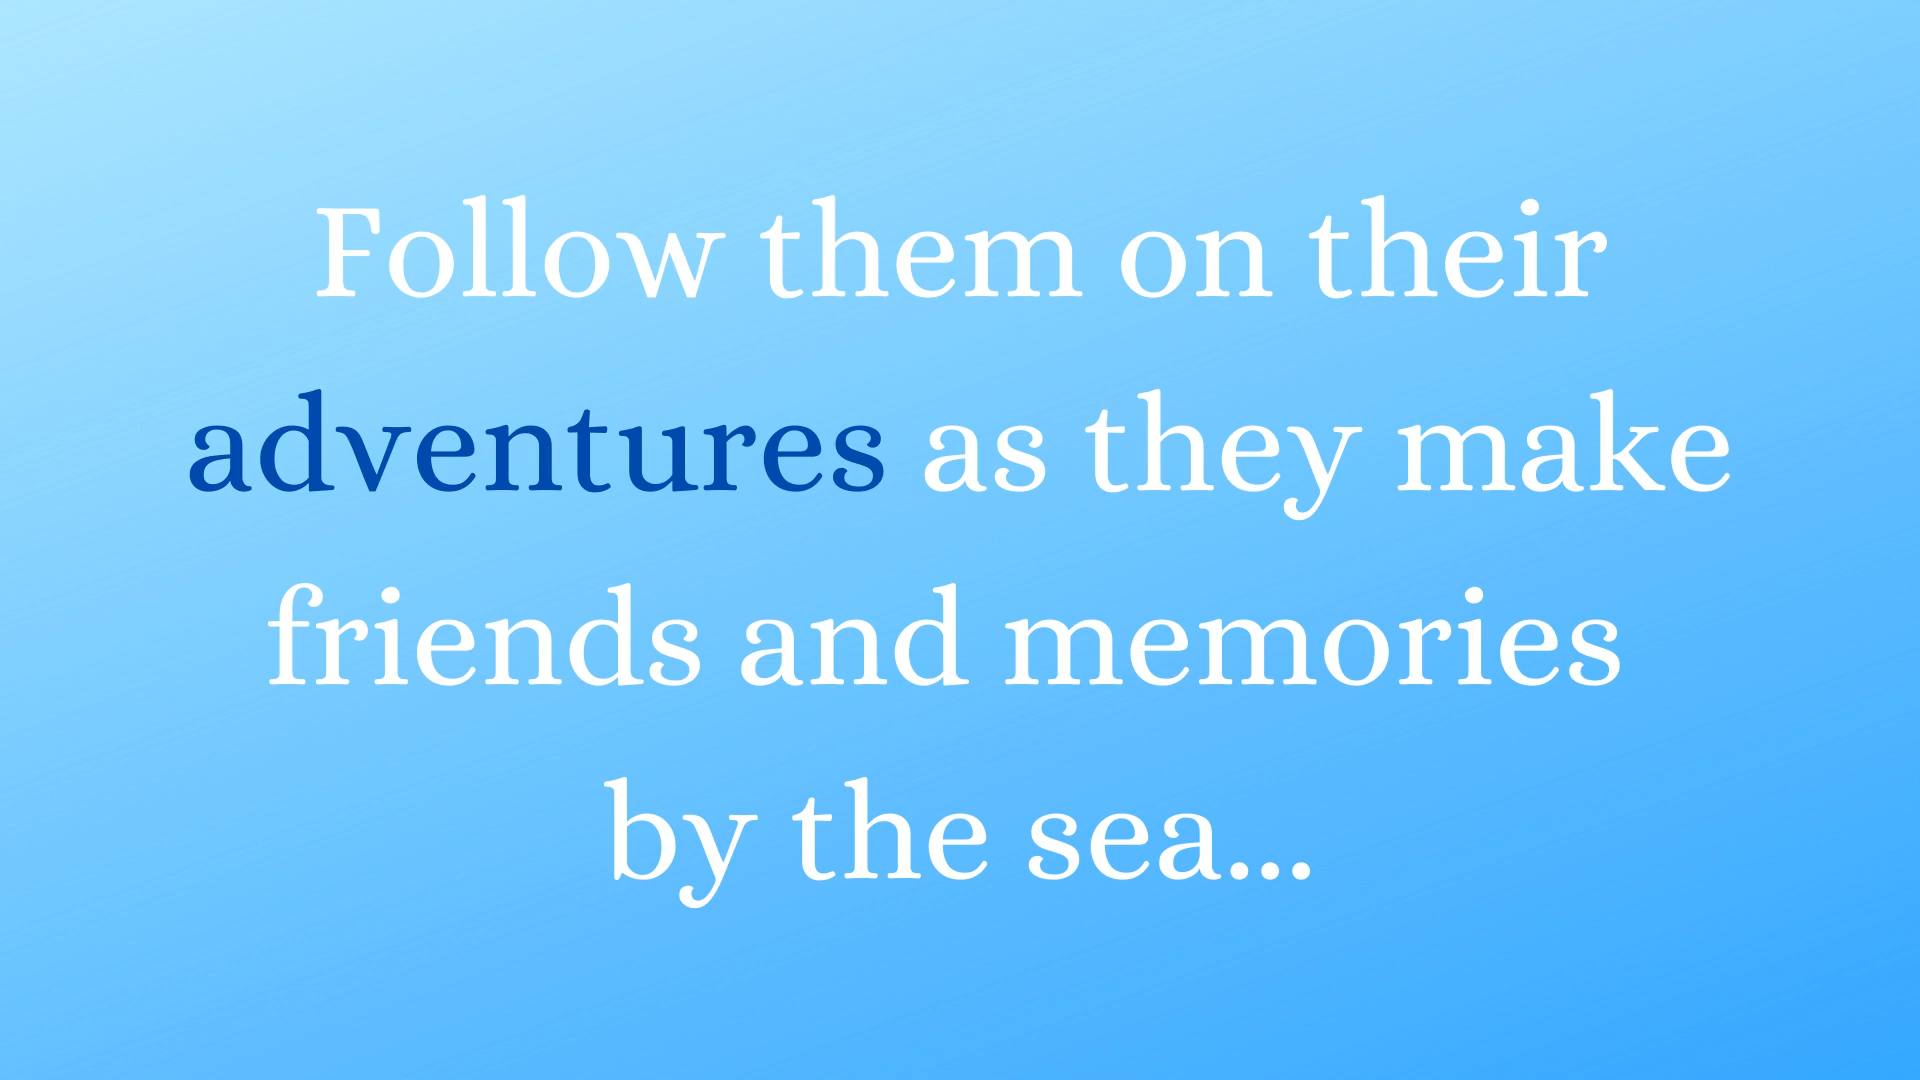 Follow them on their
adventures as they make
friends and memories
by the sea...